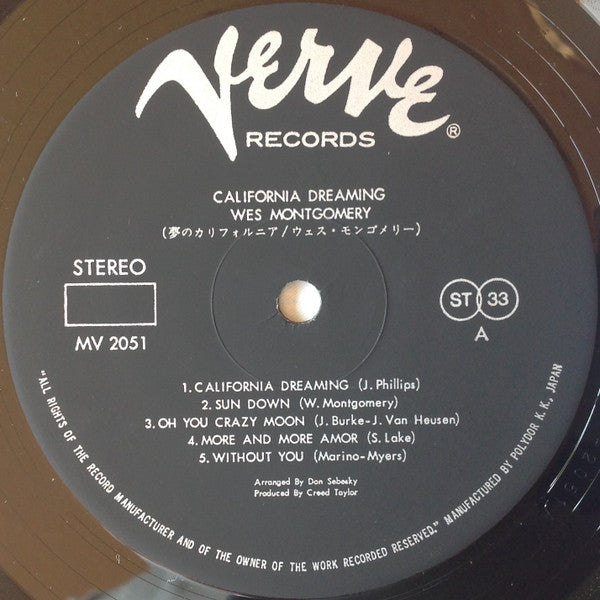 Verve®
RECORDS
CALIFORNIA DREAMING
WES MONTGOMERY
(夢のカリフォルニア/ウェス・モンゴメリー)
STEREO
MV 2051
ST 33
A
1. CALIFORNIA DREAMING (J. Phillips)
2. SUN DOWN (W. Montgomery)
3. OH YOU CRAZY MOON (J. Burke-J. Van Heusen)
4. MORE AND MORE AMOR (S. Lake)
5. WITHOUT YOU (Marino-Myers)
Arranged By Don Sebesky
Produced By Creed Taylor
"ALL RIGHTS OF THE RECORD MANUFACTURER AND OF THE OWNER OF THE WORK RECORDED RESERVED." MANUFACTURED BY POLYDOR K. K., JAPAN